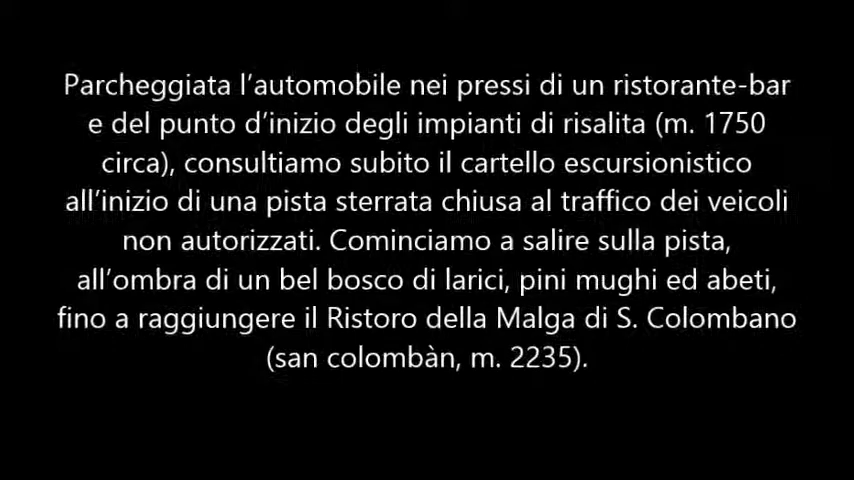 Parcheggiata l’automobile nei pressi di un ristorante-bar
e del punto d’inizio degli impianti di risalita (m. 1750
circa), consultiamo subito il cartello escursionistico
all’inizio di una pista sterrata chiusa al traffico dei veicoli
non autorizzati. Cominciamo a salire sulla pista,
all’ombra di un bel bosco di larici, pini mughi ed abeti,
fino a raggiungere il Ristoro della Malga di S. Colombano
(san colombàn, m. 2235).